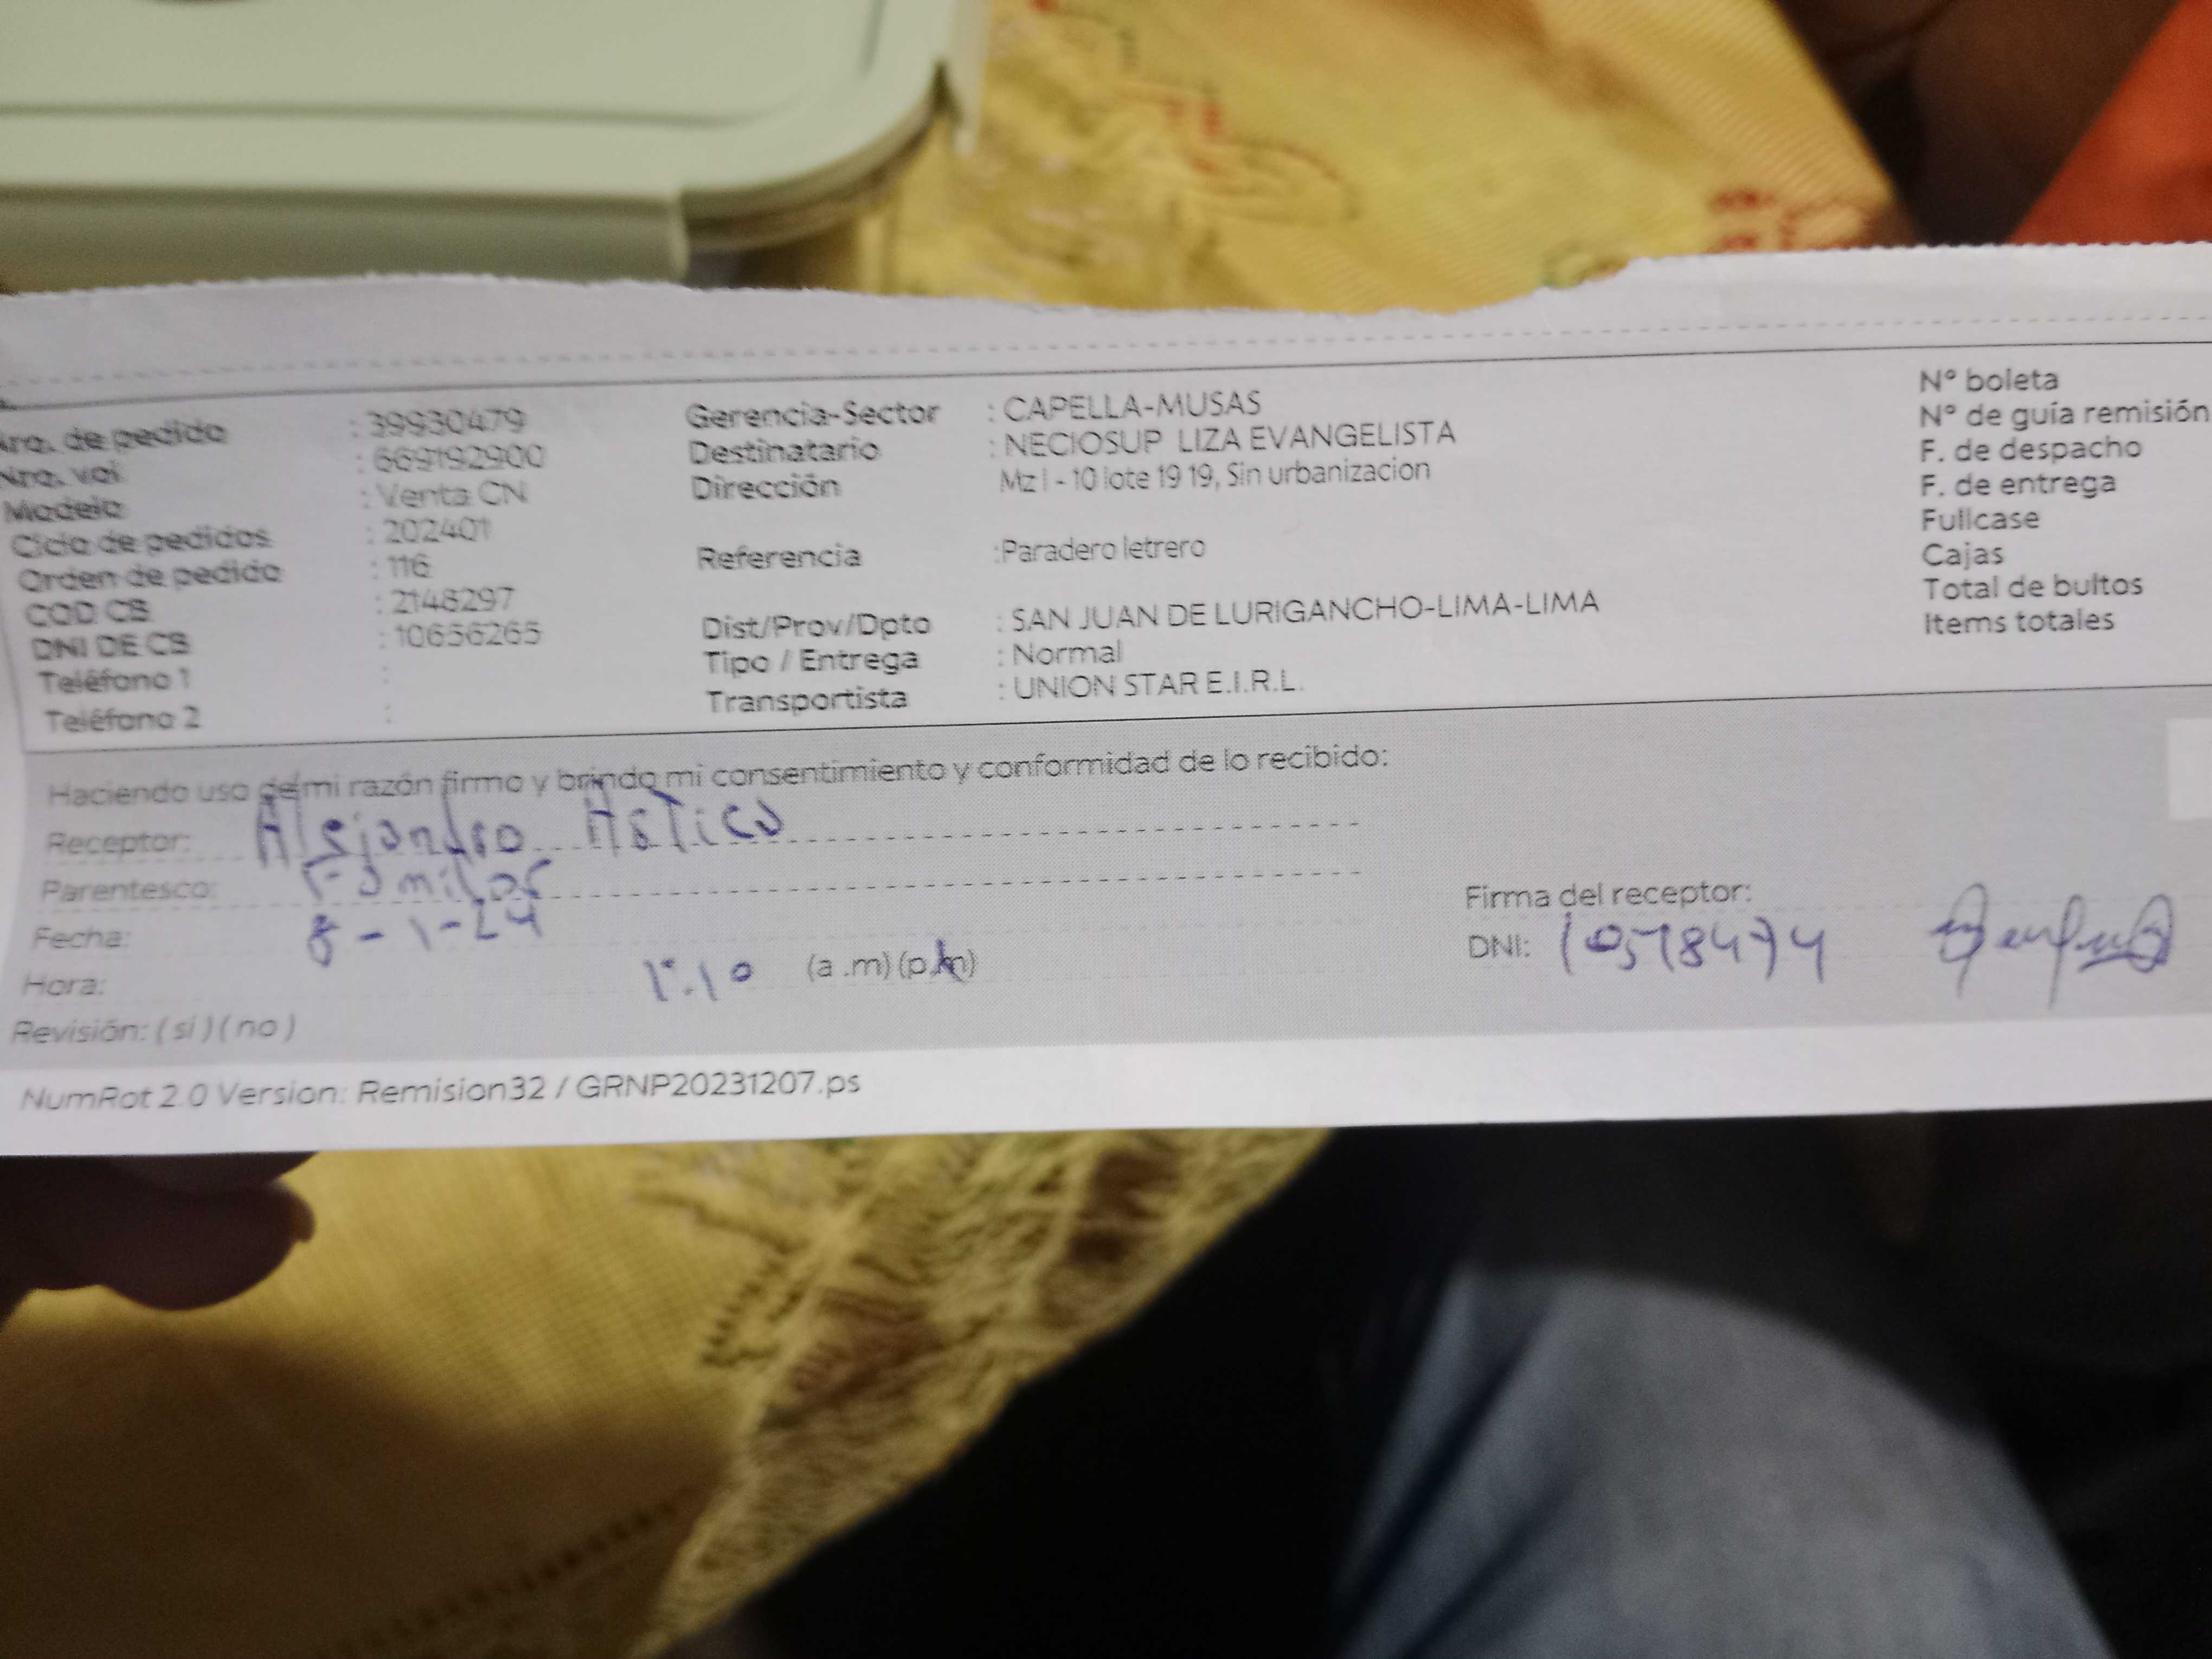 Nro. de pedido : 39930479
Nro. val : 669192900
Modelo : Venta CN
Ciclo de pedidos : 202401
Orden de pedido : 116
COD CB : 2148297
DNI DE CB : 10656265
Teléfono 1 :
Teléfono 2 :
Gerencia-Sector : CAPELLA-MUSAS
Destinatario : NECIOSUP LIZA EVANGELISTA
Dirección Mz I - 10 lote 19 19, Sin urbanizacion
Referencia :Paradero letrero
Dist/Prov/Dpto : SAN JUAN DE LURIGANCHO-LIMA-LIMA
Tipo / Entrega : Normal
Transportista : UNION STAR E.I.R.L.
N° boleta
N° de guía remisión
F. de despacho
F. de entrega
Fullcase
Cajas
Total de bultos
Items totales
Haciendo uso de mi razón firmo y brindo mi consentimiento y conformidad de lo recibido:
Receptor: Alejandro Astico
Parentesco: Familiar
Fecha: 8-1-24
Hora: (a .m) (p.m)
Revisión: ( si ) ( no )
Firma del receptor:
DNI: 10578474
NumRot 2.0 Version: Remision32 / GRNP20231207.ps